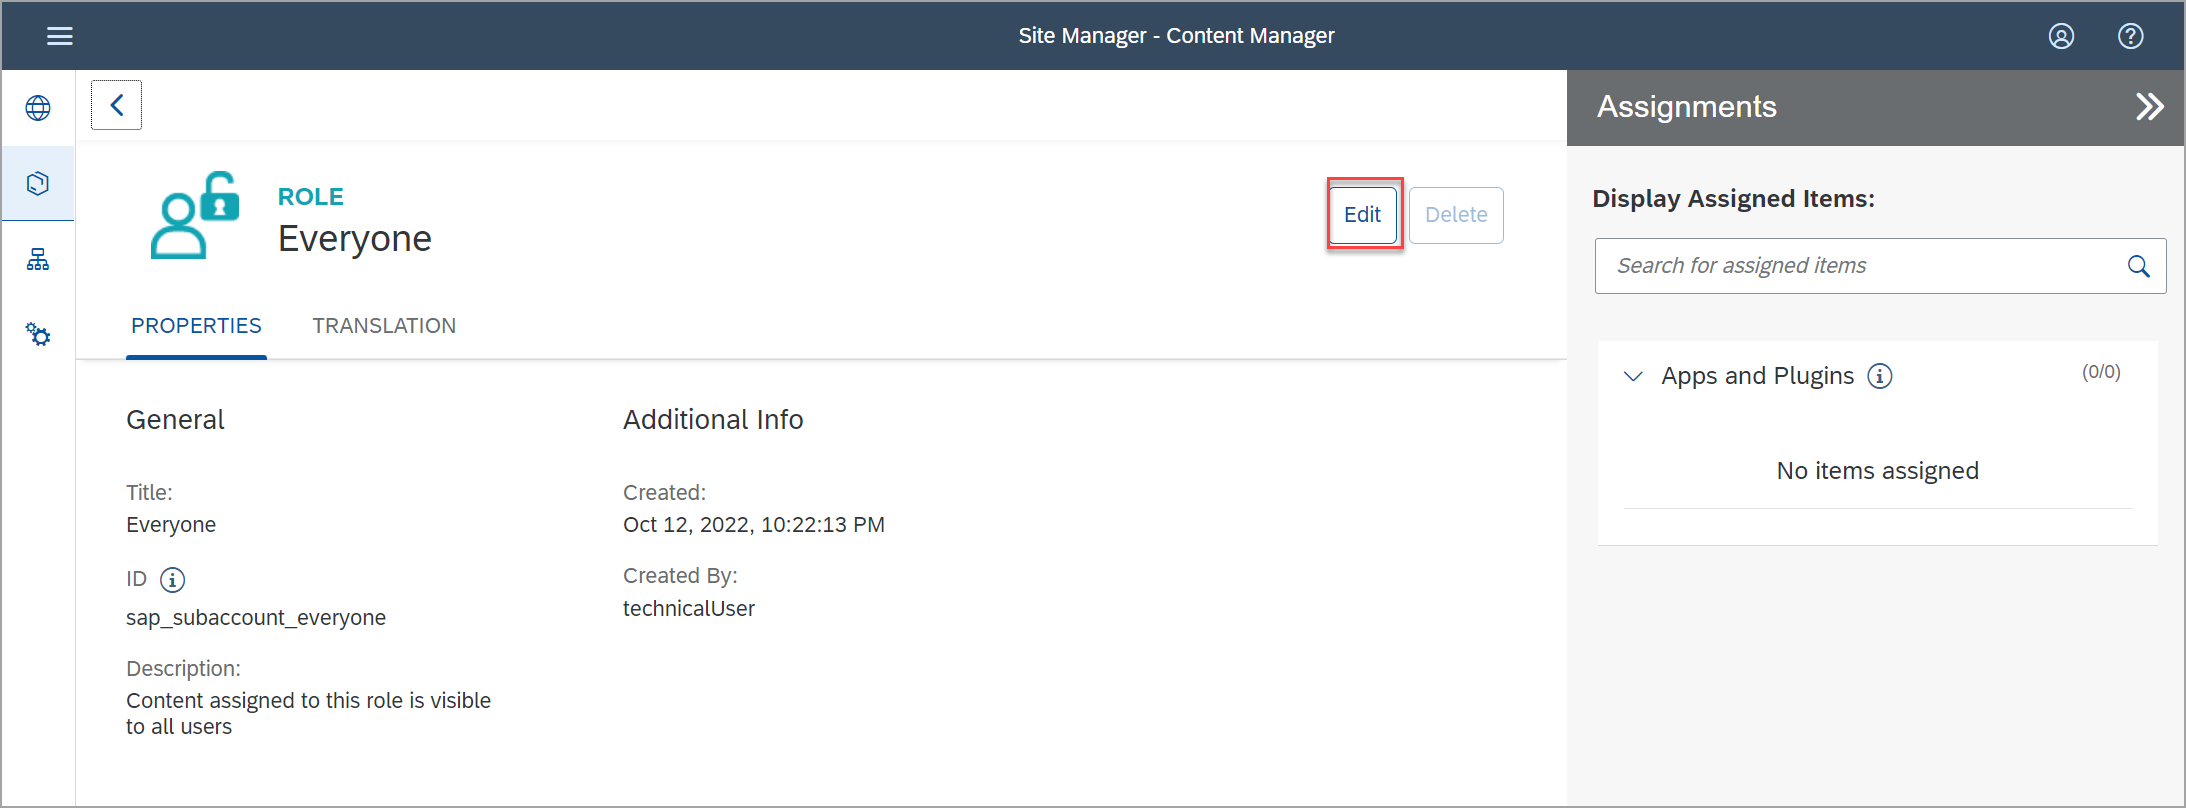 Site Manager - Content Manager
ROLE
Everyone
Edit
Delete
PROPERTIES
TRANSLATION
General
Title:
Everyone
ID
sap_subaccount_everyone
Description:
Content assigned to this role is visible
to all users
Additional Info
Created:
Oct 12, 2022, 10:22:13 PM
Created By:
technicalUser
Assignments
Display Assigned Items:
Search for assigned items
Apps and Plugins
(0/0)
No items assigned